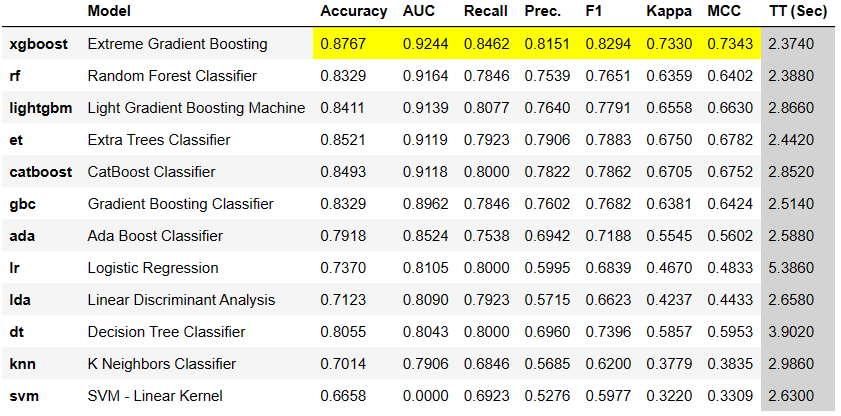 Model Accuracy AUC Recall Prec. F1 Kappa MCC TT (Sec)
xgboost Extreme Gradient Boosting 0.8767 0.9244 0.8462 0.8151 0.8294 0.7330 0.7343 2.3740
rf Random Forest Classifier 0.8329 0.9164 0.7846 0.7539 0.7651 0.6359 0.6402 2.3880
lightgbm Light Gradient Boosting Machine 0.8411 0.9139 0.8077 0.7640 0.7791 0.6558 0.6630 2.8660
et Extra Trees Classifier 0.8521 0.9119 0.7923 0.7906 0.7883 0.6750 0.6782 2.4420
catboost CatBoost Classifier 0.8493 0.9118 0.8000 0.7822 0.7862 0.6705 0.6752 2.8520
gbc Gradient Boosting Classifier 0.8329 0.8962 0.7846 0.7602 0.7682 0.6381 0.6424 2.5140
ada Ada Boost Classifier 0.7918 0.8524 0.7538 0.6942 0.7188 0.5545 0.5602 2.5880
lr Logistic Regression 0.7370 0.8105 0.8000 0.5995 0.6839 0.4670 0.4833 5.3860
lda Linear Discriminant Analysis 0.7123 0.8090 0.7923 0.5715 0.6623 0.4237 0.4433 2.6580
dt Decision Tree Classifier 0.8055 0.8043 0.8000 0.6960 0.7396 0.5857 0.5953 3.9020
knn K Neighbors Classifier 0.7014 0.7906 0.6846 0.5685 0.6200 0.3779 0.3835 2.9860
svm SVM - Linear Kernel 0.6658 0.0000 0.6923 0.5276 0.5977 0.3220 0.3309 2.6300